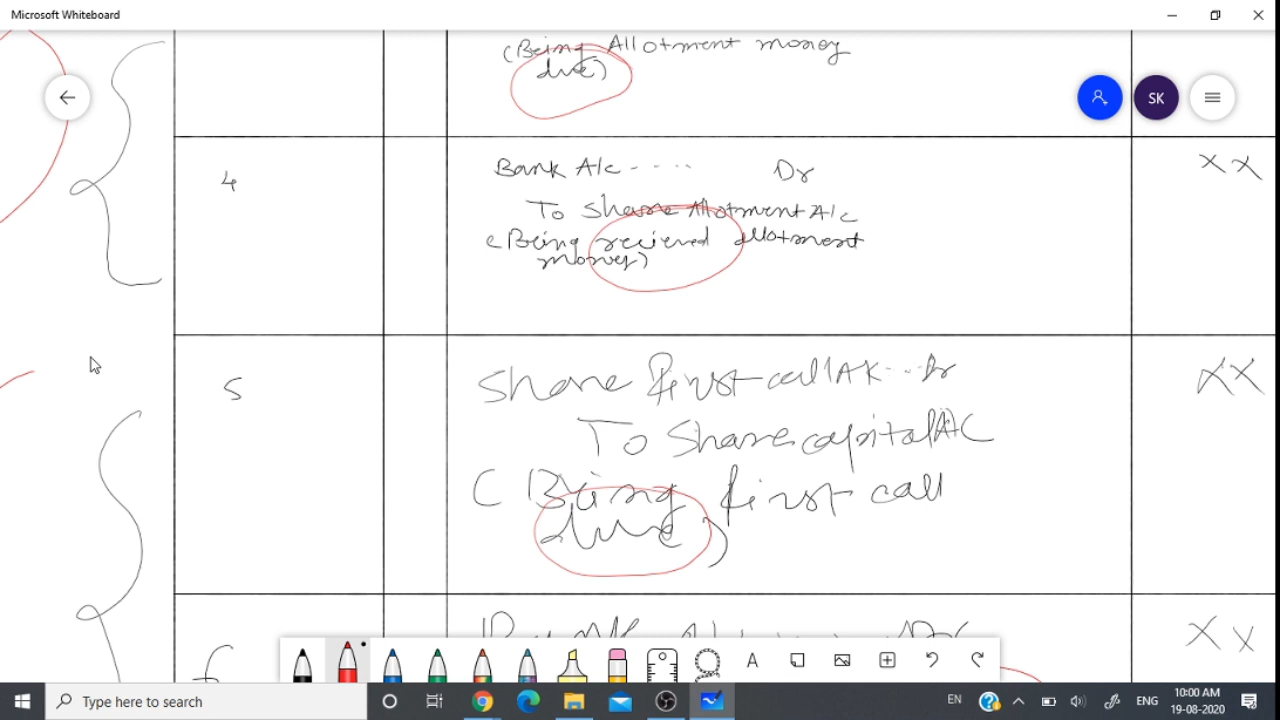 Microsoft Whiteboard
(Being Allotment money
due)
SK
4
Bank A/c - ....
Dr
X X
To Share Allotment A/c
(Being recieved allotment
money)
5
Share first call A/c ... Dr
XX
To Share capital A/C
(Being first call
due)
X X
Type here to search
EN
ENG
10:00 AM
19-08-2020